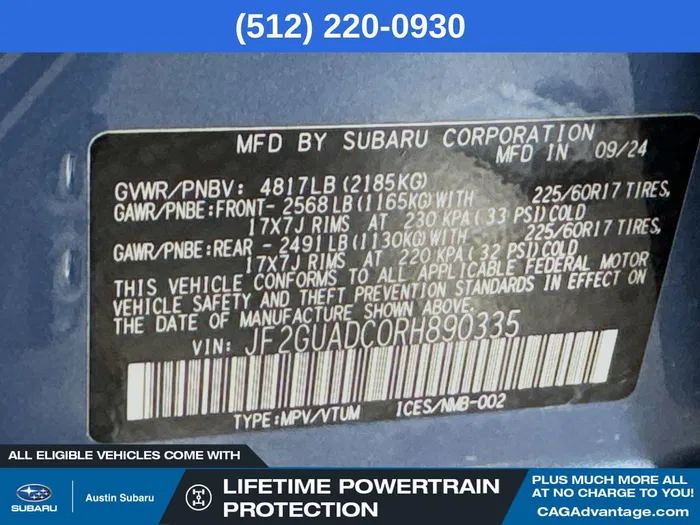 (512) 220-0930
MFD BY SUBARU CORPORATION
MFD IN 09/24
GVWR/PNBV: 4817LB (2185KG)
GAWR/PNBE:FRONT- 2568 LB (1165KG)WITH 225/60R17 TIRES,
17X7J RIMS AT 230 KPA (33 PSI)COLD
GAWR/PNBE:REAR - 2491 LB (1130KG)WITH 225/60R17 TIRES,
17X7J RIMS AT 220 KPA (32 PSI)COLD
THIS VEHICLE CONFORMS TO ALL APPLICABLE FEDERAL MOTOR
VEHICLE SAFETY AND THEFT PREVENTION STANDARDS IN EFFECT ON
THE DATE OF MANUFACTURE SHOWN ABOVE.
VIN: JF2GUADC0RH890335
TYPE:MPV/VTUM ICES/NMB-002
ALL ELIGIBLE VEHICLES COME WITH
SUBARU
Austin Subaru
LIFETIME POWERTRAIN
PROTECTION
PLUS MUCH MORE ALL
AT NO CHARGE TO YOU!
CAGAdvantage.com